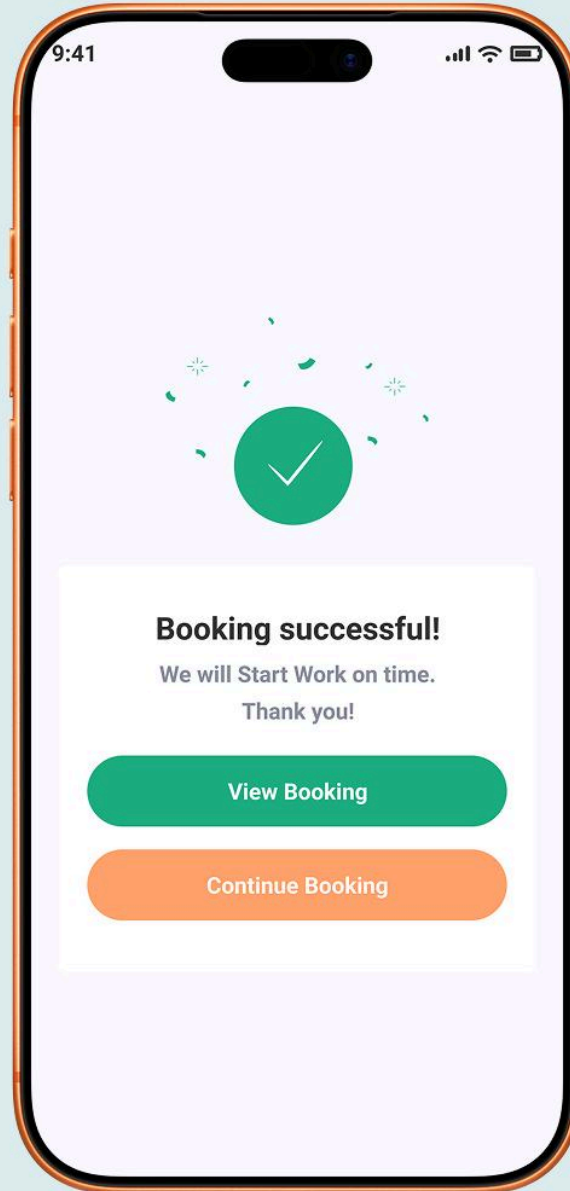 9:41
Booking successful!
We will Start Work on time.
Thank you!
View Booking
Continue Booking